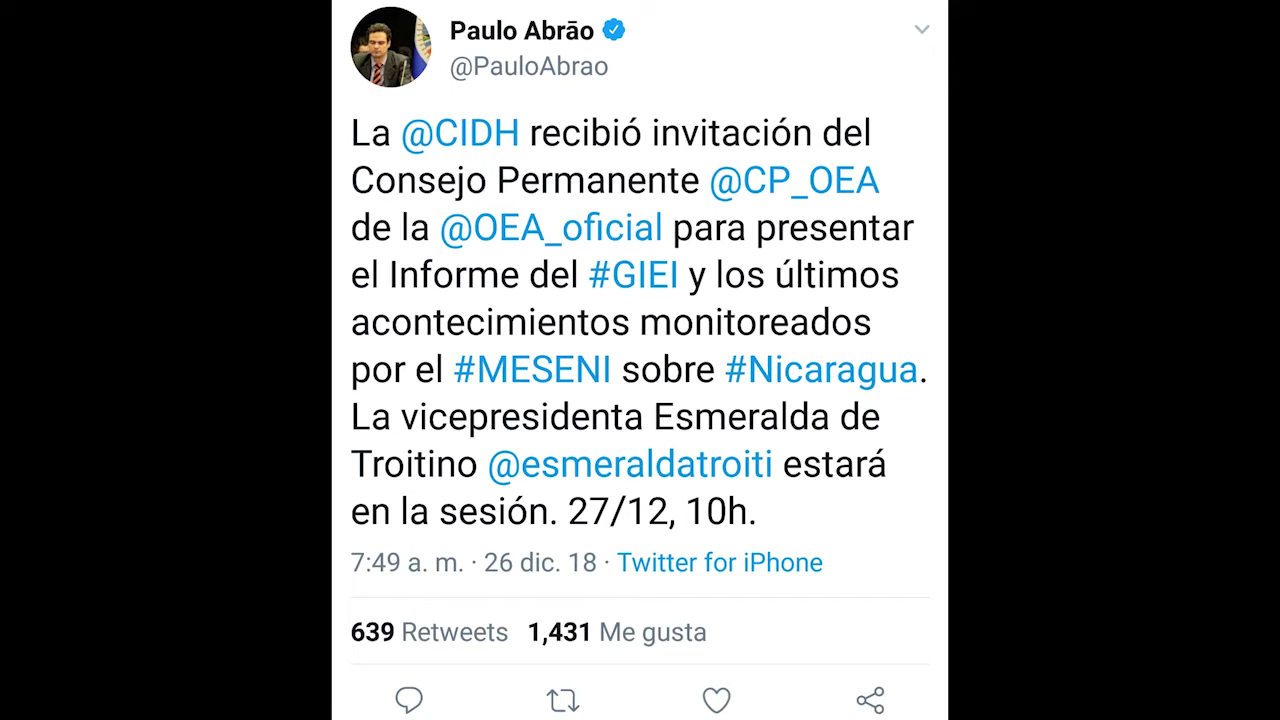 Paulo Abrāo
@PauloAbrao
La @CIDH recibió invitación del
Consejo Permanente @CP_OEA
de la @OEA_oficial para presentar
el Informe del #GIEI y los últimos
acontecimientos monitoreados
por el #MESENI sobre #Nicaragua.
La vicepresidenta Esmeralda de
Troitino @esmeraldatroiti estará
en la sesión. 27/12, 10h.
7:49 a. m. · 26 dic. 18 · Twitter for iPhone
639 Retweets 1,431 Me gusta